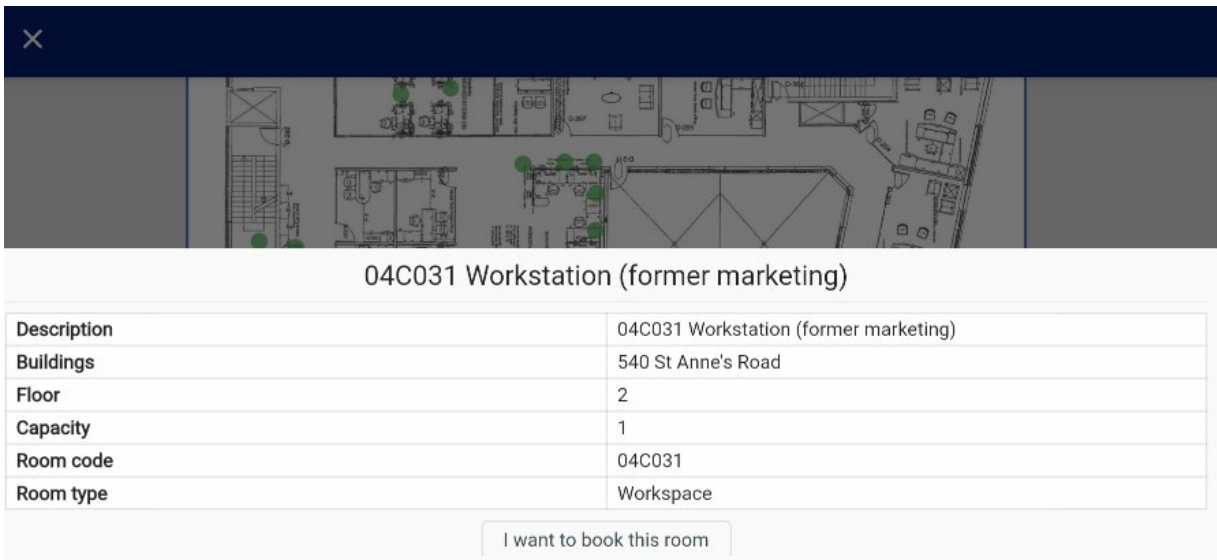 D-207
04C031 Workstation (former marketing)
Description 04C031 Workstation (former marketing)
Buildings 540 St Anne's Road
Floor 2
Capacity 1
Room code 04C031
Room type Workspace
I want to book this room